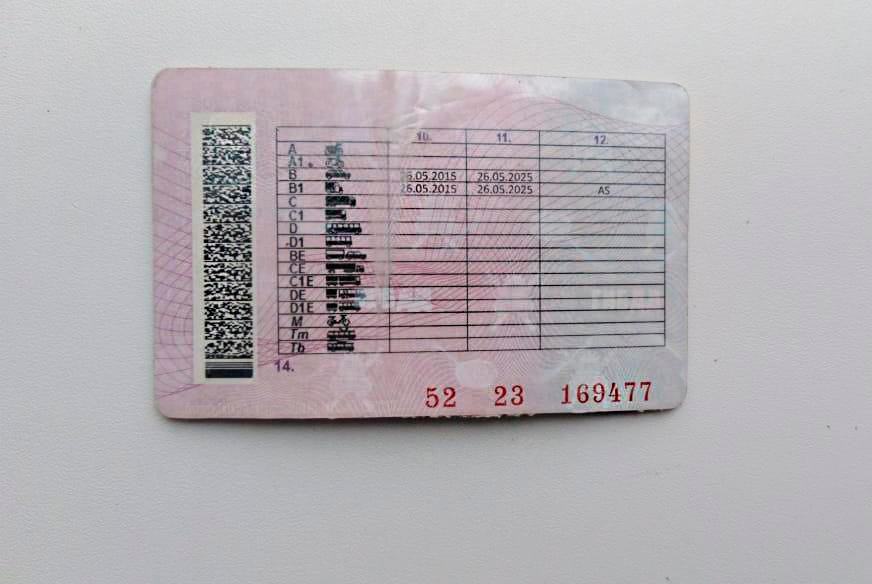 10. 11. 12.
A
A1
B 26.05.2015 26.05.2025
B1 26.05.2015 26.05.2025 AS
C
C1
D
D1
BE
CE
C1E
DE
D1E
M
Tm
Tb
14.
52 23 169477